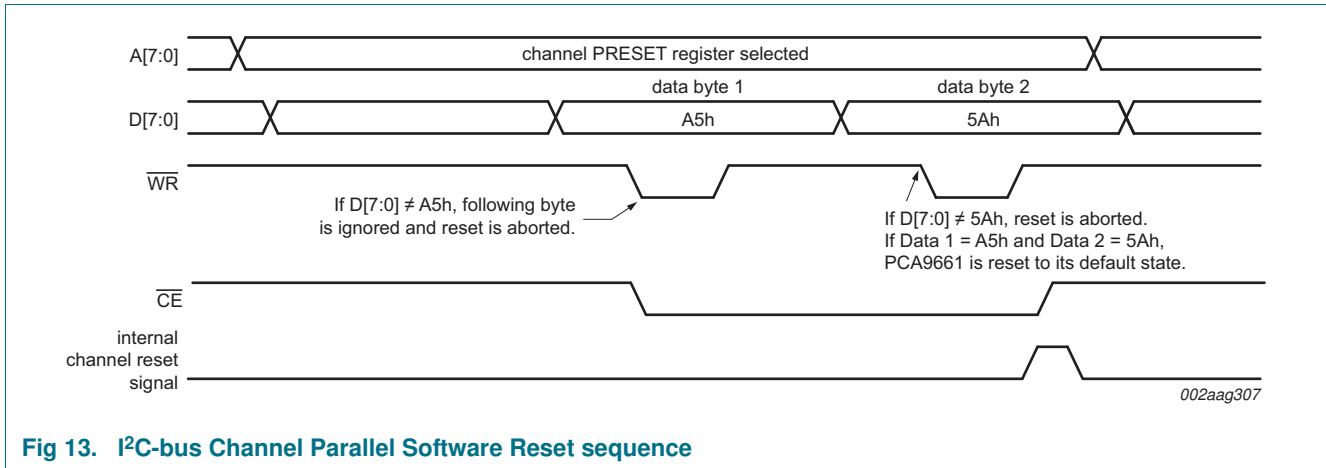 A[7:0]
channel PRESET register selected
data byte 1
data byte 2
D[7:0]
A5h
5Ah
WR
If D[7:0] ≠ A5h, following byte
is ignored and reset is aborted.
If D[7:0] ≠ 5Ah, reset is aborted.
If Data 1 = A5h and Data 2 = 5Ah,
PCA9661 is reset to its default state.
CE
internal
channel reset
signal
002aag307
Fig 13. I²C-bus Channel Parallel Software Reset sequence